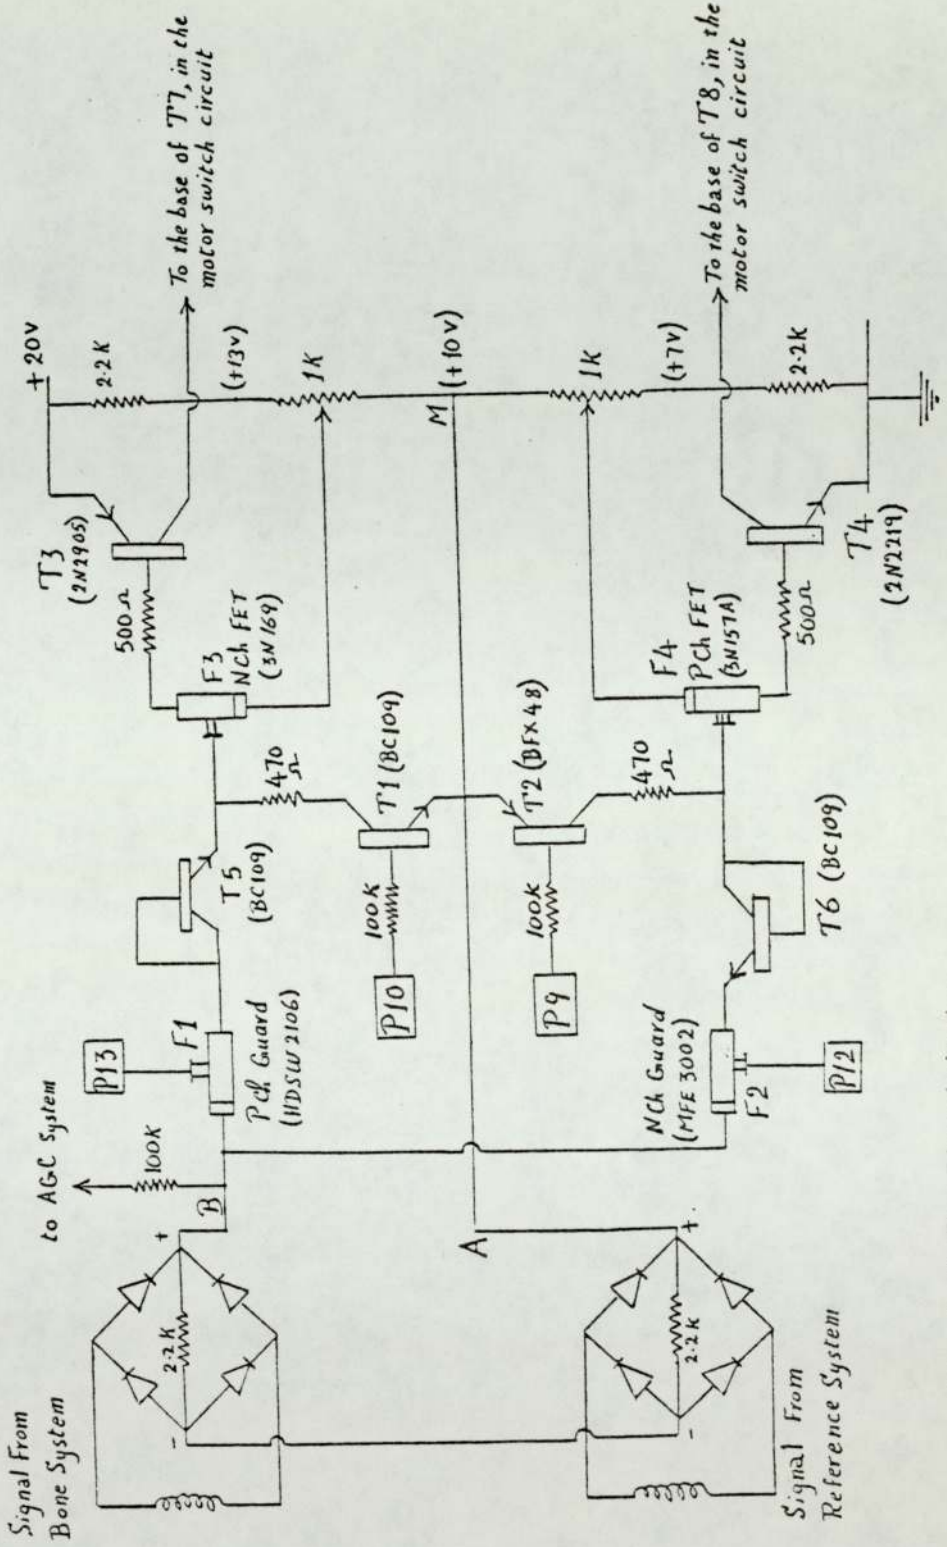 Signal From
Bone System
to AGC System
100K
B
+
-
2.2K
P13
F1
Pch Guard
(HDSW2106)
T5
(BC109)
470
Ω
F3
NCh FET
(3N169)
500Ω
T3
(2N2905)
+20V
2.2K
To the base of T7, in the
motor switch circuit
(+13V)
1K
100K
P10
T1 (BC109)
M
(+10V)
A
100K
P9
T2 (BFX48)
470
Ω
1K
(+7V)
To the base of T8, in the
motor switch circuit
2.2K
F4
PCh FET
(3N157A)
500Ω
T4
(2N2219)
NCh Guard
(MFE 3002)
F2
P12
T6 (BC109)
+
-
2.2K
Signal From
Reference System